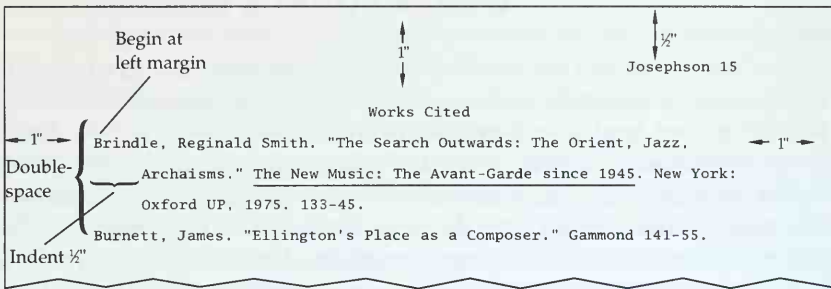 Begin at
left margin
1"
½"
Josephson 15
Works Cited
1"
Brindle, Reginald Smith. "The Search Outwards: The Orient, Jazz,
1"
Double-
space
Archaisms." The New Music: The Avant-Garde since 1945. New York:
Oxford UP, 1975. 133-45.
Burnett, James. "Ellington's Place as a Composer." Gammond 141-55.
Indent ½"